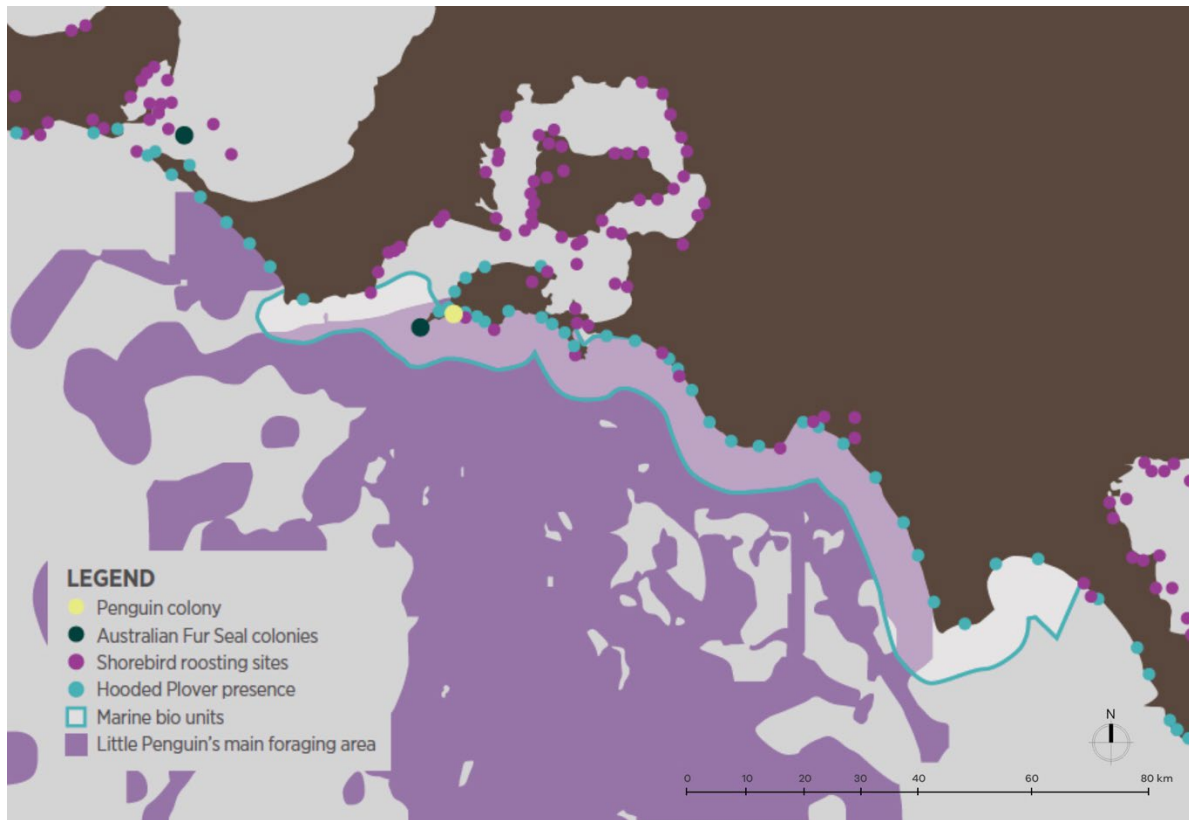 LEGEND
Penguin colony
Australian Fur Seal colonies
Shorebird roosting sites
Hooded Plover presence
Marine bio units
Little Penguin's main foraging area
N
0 10 20 30 40 60 80 km